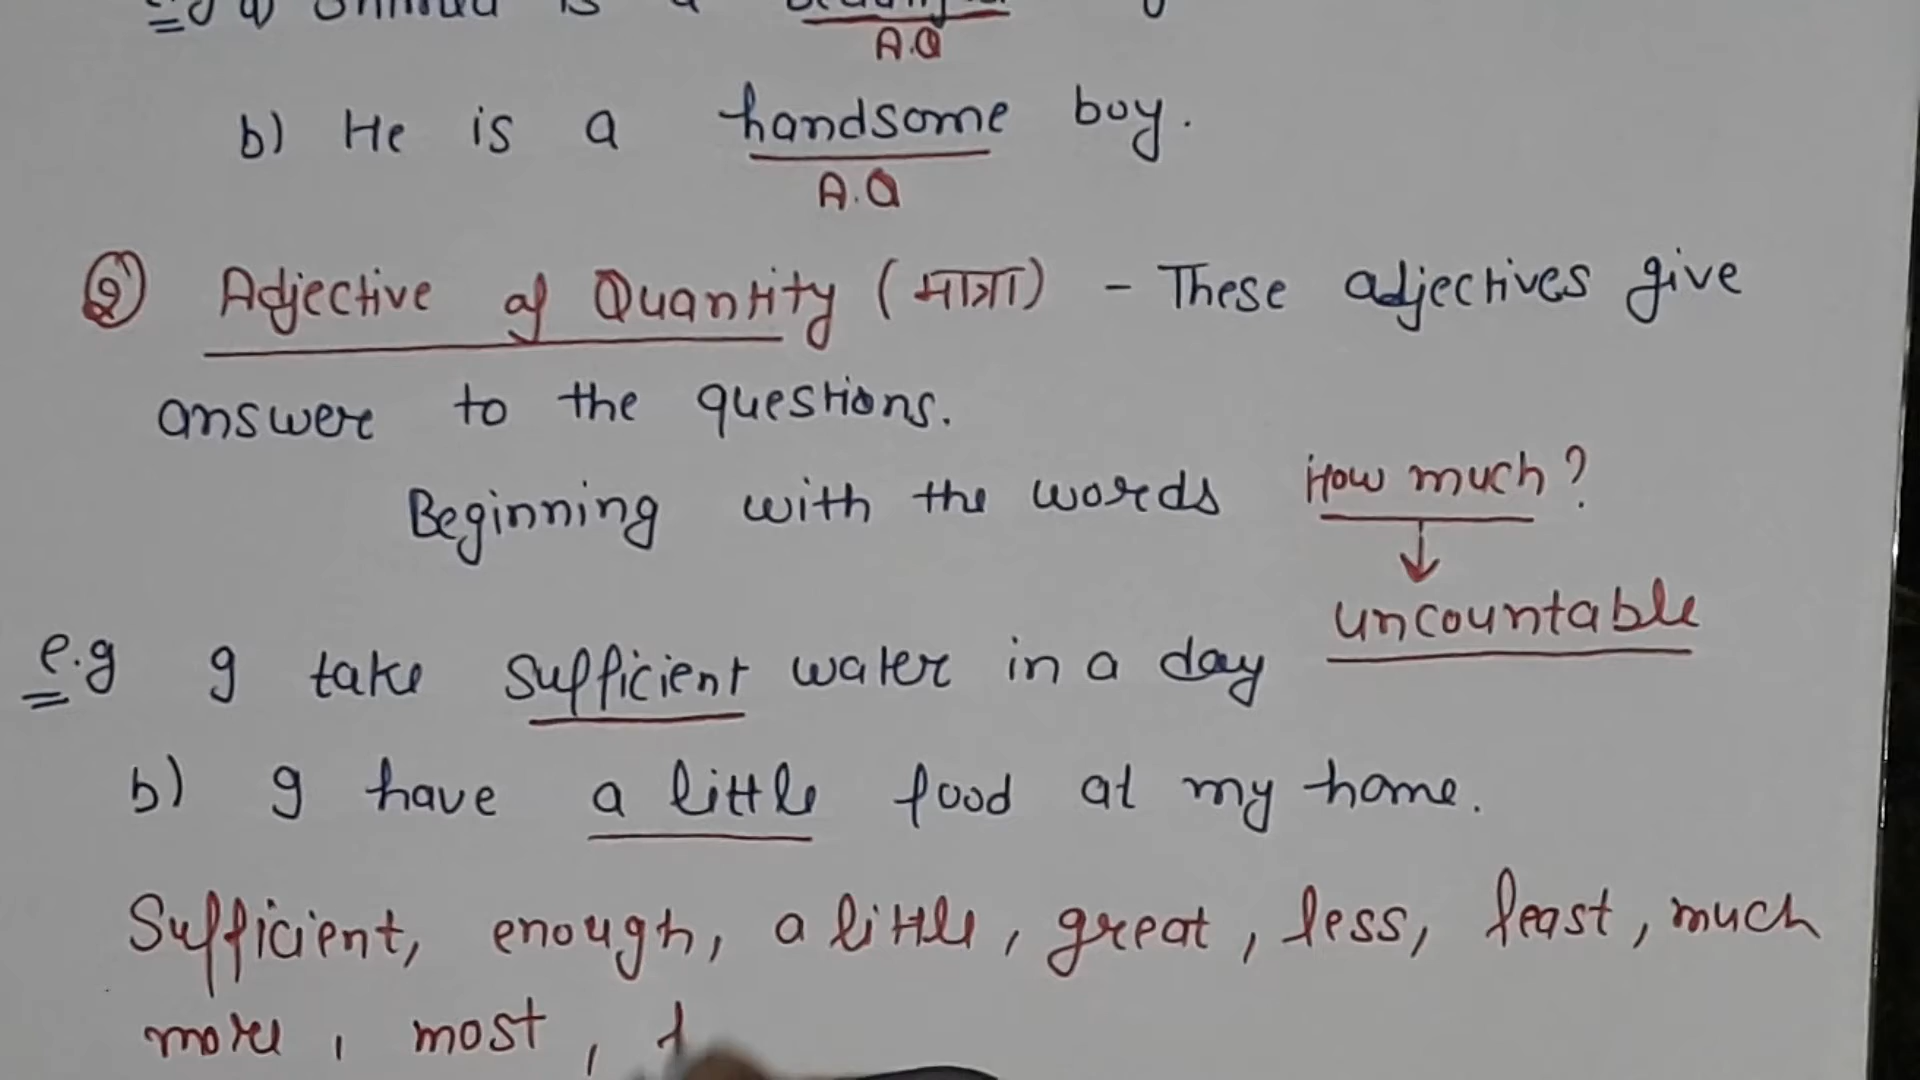 is a
A.Q
b) He is a handsome boy.
A.Q
② Adjective of Quantity (मात्रा) - These adjectives give
answer to the questions.
Beginning with the words How much?
uncountable
e.g I take sufficient water in a day
b) I have a little food at my home.
Sufficient, enough, a little, great, less, least, much
more, most,